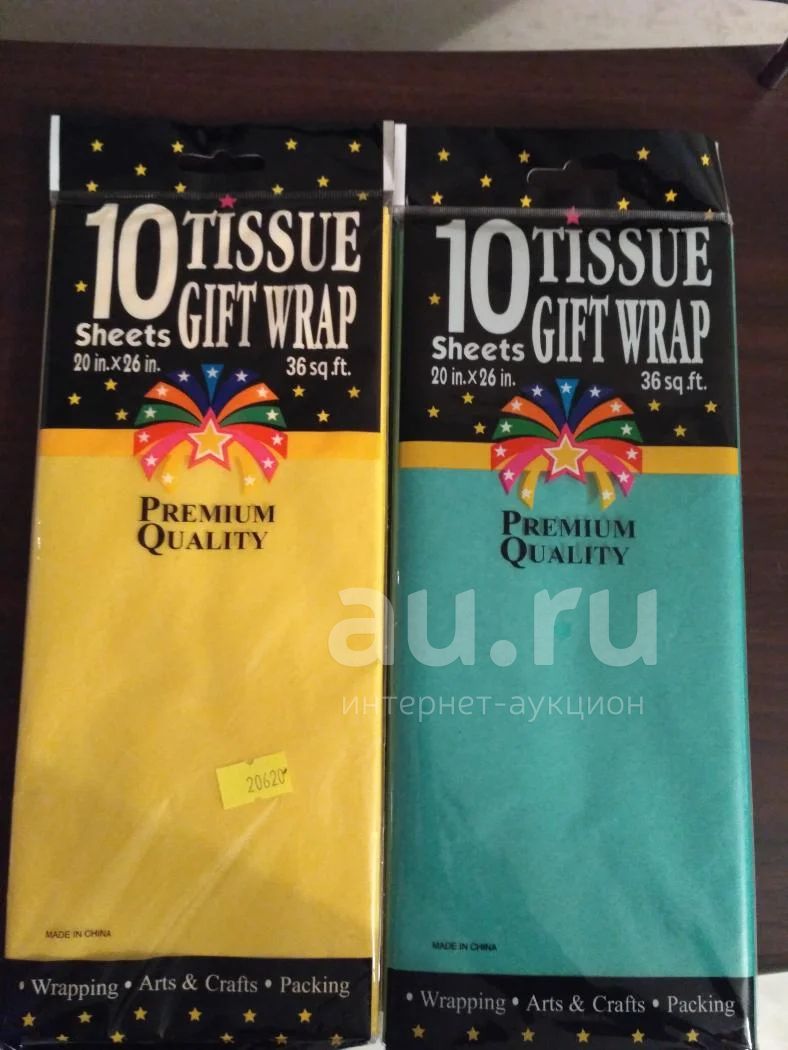 10 TISSUE
GIFT WRAP
Sheets
20 in. x 26 in. 36 sq.ft.
PREMIUM
QUALITY
20620
MADE IN CHINA
• Wrapping • Arts & Crafts • Packing
10 TISSUE
GIFT WRAP
Sheets
20 in. x 26 in. 36 sq.ft.
PREMIUM
QUALITY
MADE IN CHINA
• Wrapping • Arts & Crafts • Packing
au.ru
интернет-аукцион